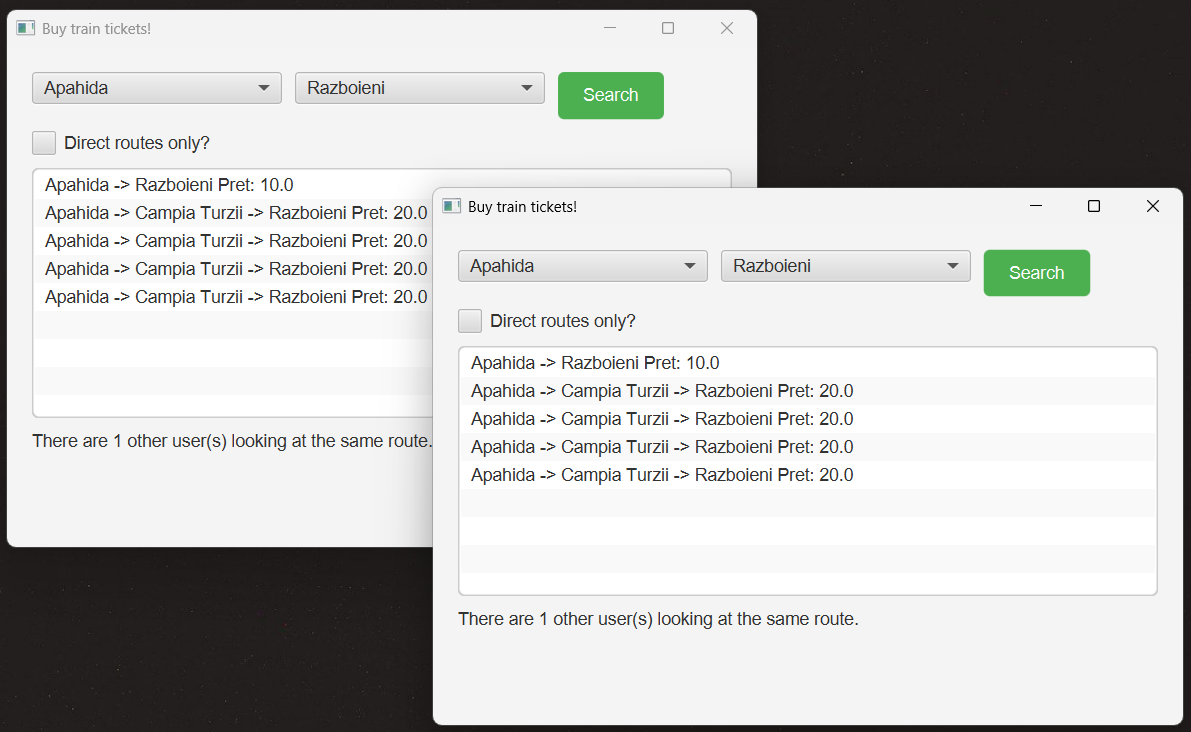 Buy train tickets!
Apahida
Razboieni
Search
Direct routes only?
Apahida -> Razboieni Pret: 10.0
Apahida -> Campia Turzii -> Razboieni Pret: 20.0
Apahida -> Campia Turzii -> Razboieni Pret: 20.0
Apahida -> Campia Turzii -> Razboieni Pret: 20.0
Apahida -> Campia Turzii -> Razboieni Pret: 20.0
There are 1 other user(s) looking at the same route.
Buy train tickets!
Apahida
Razboieni
Search
Direct routes only?
Apahida -> Razboieni Pret: 10.0
Apahida -> Campia Turzii -> Razboieni Pret: 20.0
Apahida -> Campia Turzii -> Razboieni Pret: 20.0
Apahida -> Campia Turzii -> Razboieni Pret: 20.0
Apahida -> Campia Turzii -> Razboieni Pret: 20.0
There are 1 other user(s) looking at the same route.